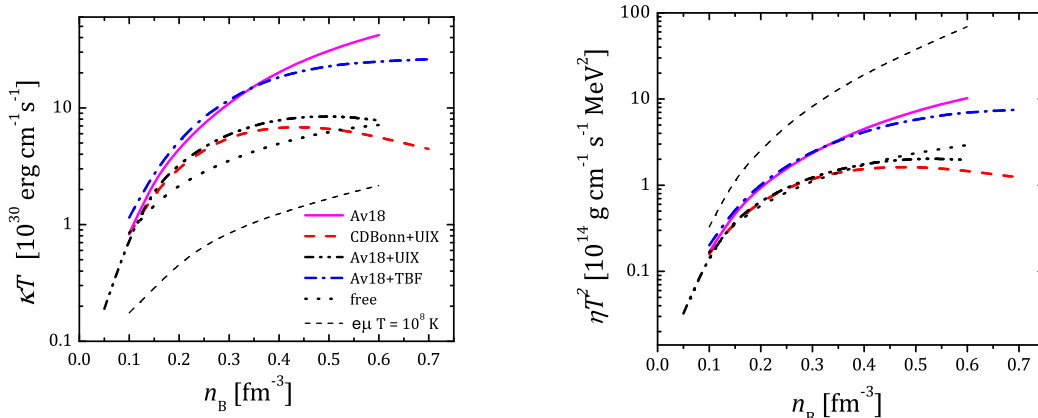 κT [10^30 erg cm^-1 s^-1]
10
1
0.1
Av18
CDBonn+UIX
Av18+UIX
Av18+TBF
free
eμ T = 10^8 K
0.0 0.1 0.2 0.3 0.4 0.5 0.6 0.7
n_B [fm^-3]
ηT^2 [10^14 g cm^-1 s^-1 MeV^2]
100
10
1
0.1
0.0 0.1 0.2 0.3 0.4 0.5 0.6 0.7
n_B [fm^-3]